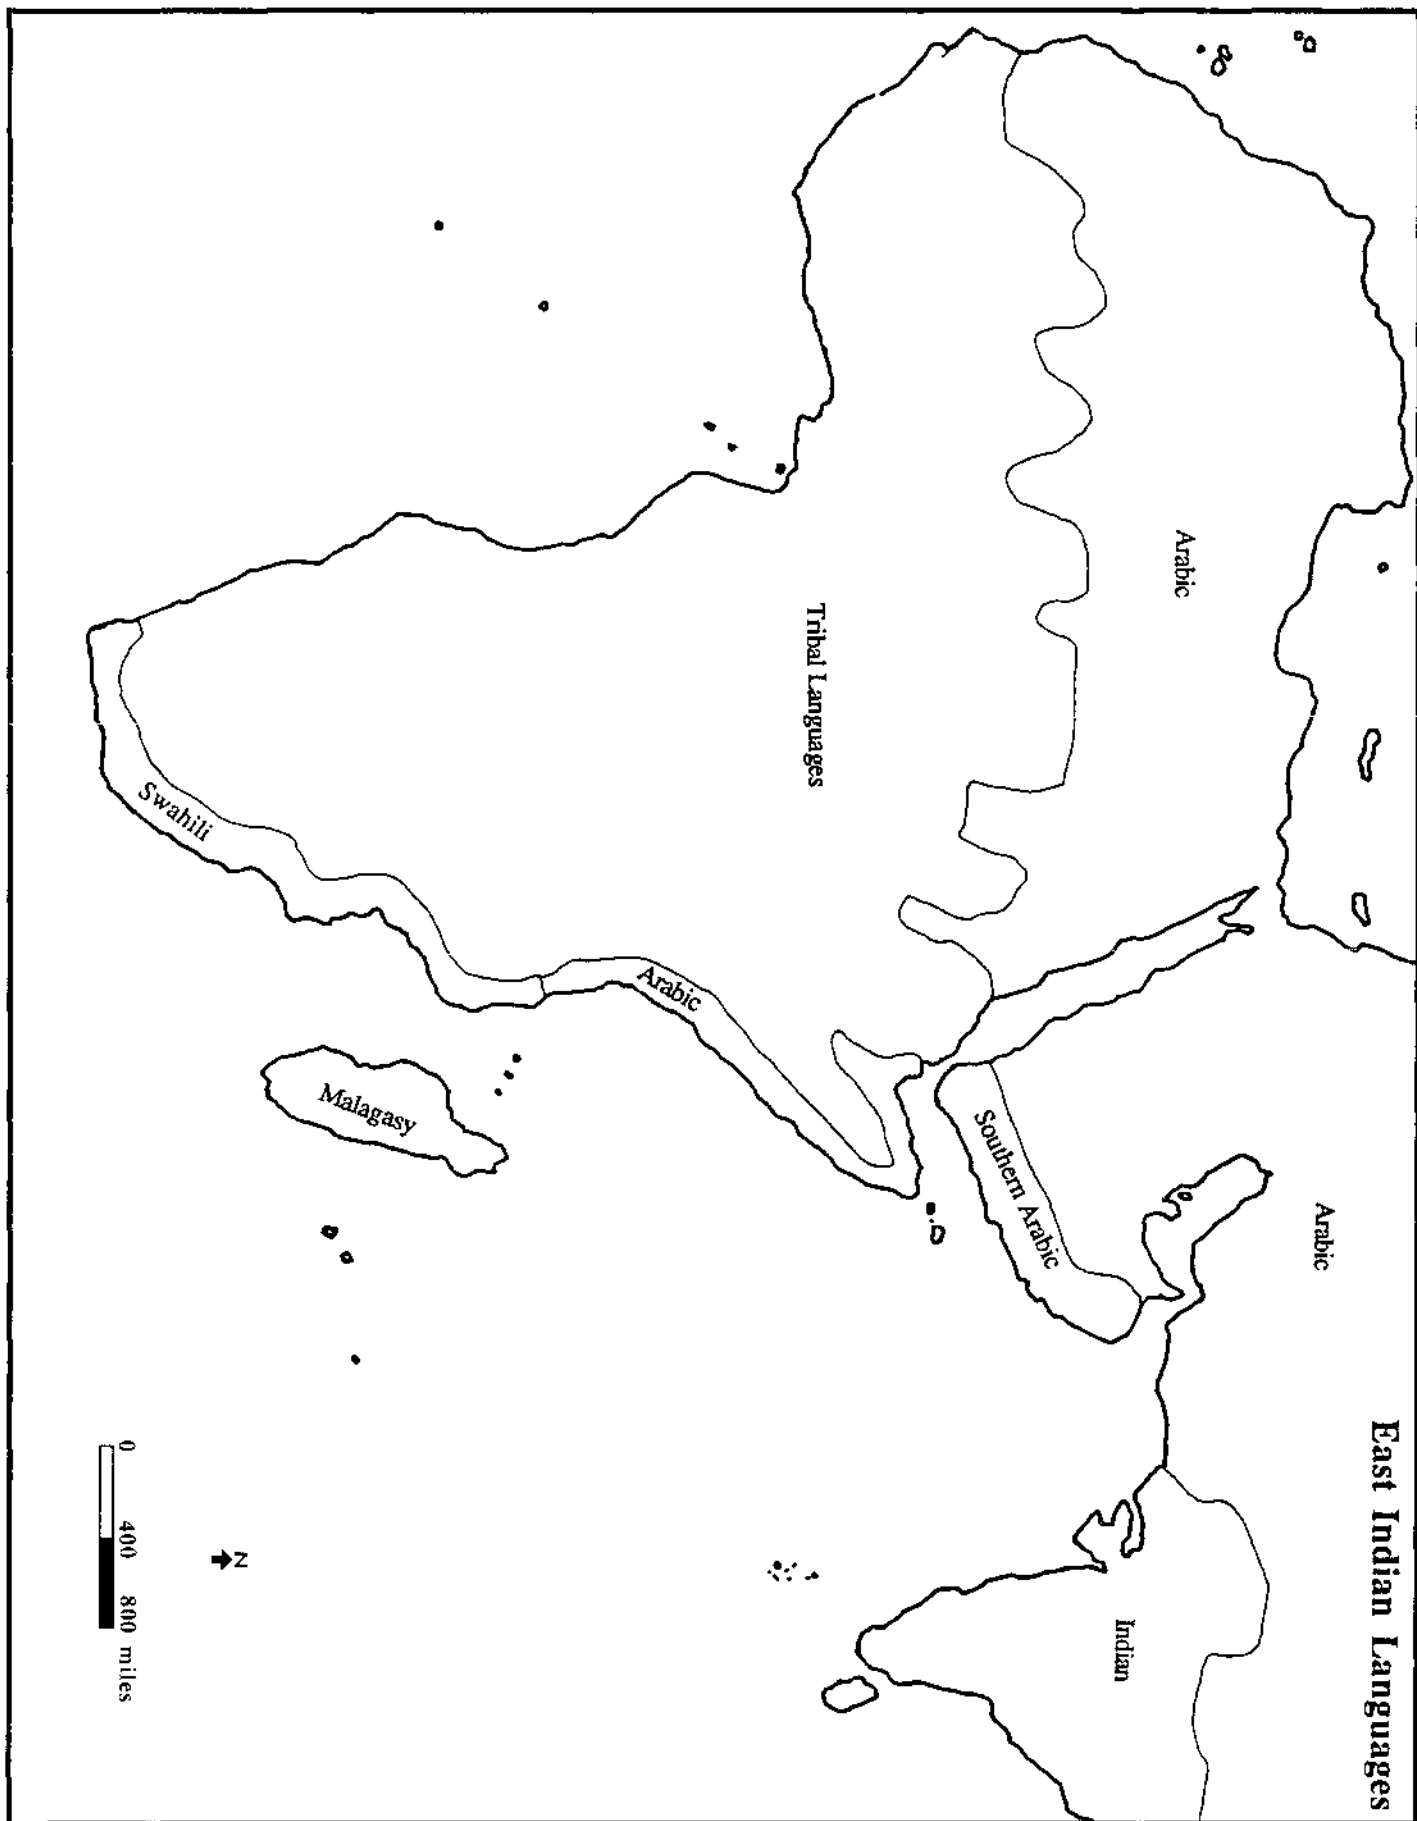 East Indian Languages
Arabic
Arabic
Tribal Languages
Southern Arabic
Indian
Arabic
Swahili
Malagasy
N
0 400 800 miles